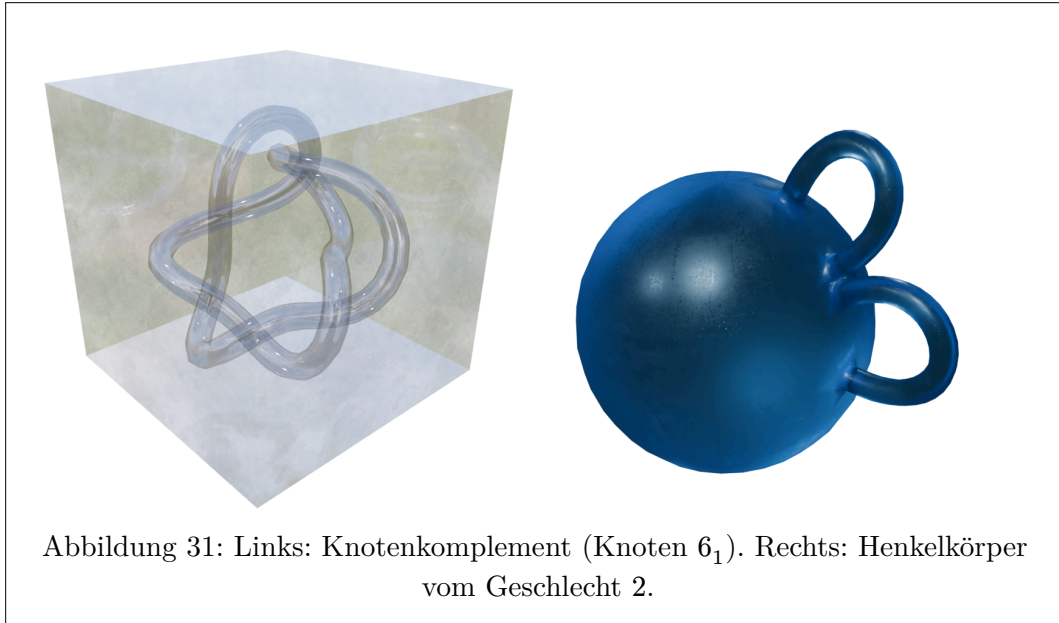 Abbildung 31: Links: Knotenkomplement (Knoten 6₁). Rechts: Henkelkörper
vom Geschlecht 2.